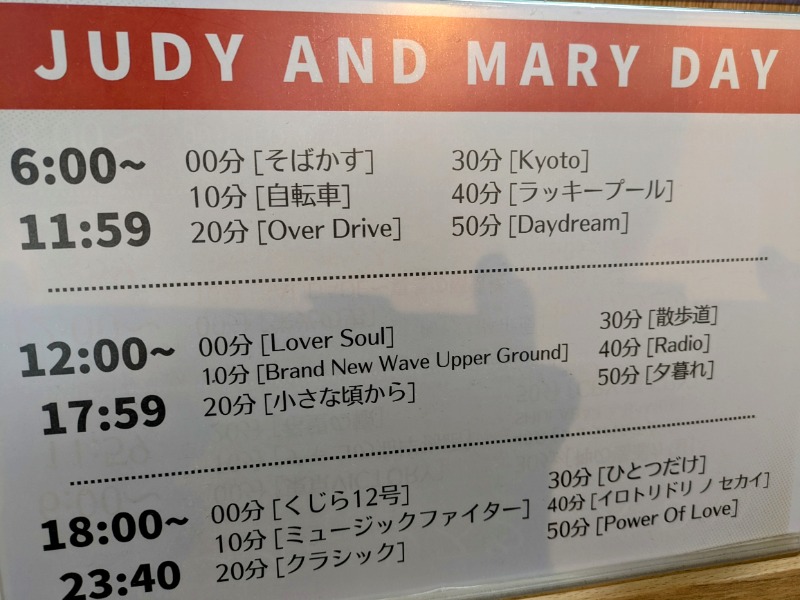 JUDY AND MARY DAY
6:00~
11:59
00分 [そばかす]
10分 [自転車]
20分 [Over Drive]
30分 [Kyoto]
40分 [ラッキープール]
50分 [Daydream]
12:00~
17:59
00分 [Lover Soul]
10分 [Brand New Wave Upper Ground]
20分 [小さな頃から]
30分 [散歩道]
40分 [Radio]
50分 [夕暮れ]
18:00~
23:40
00分 [くじら12号]
10分 [ミュージックファイター]
20分 [クラシック]
30分 [ひとつだけ]
40分 [イロトリドリ ノ セカイ]
50分 [Power Of Love]